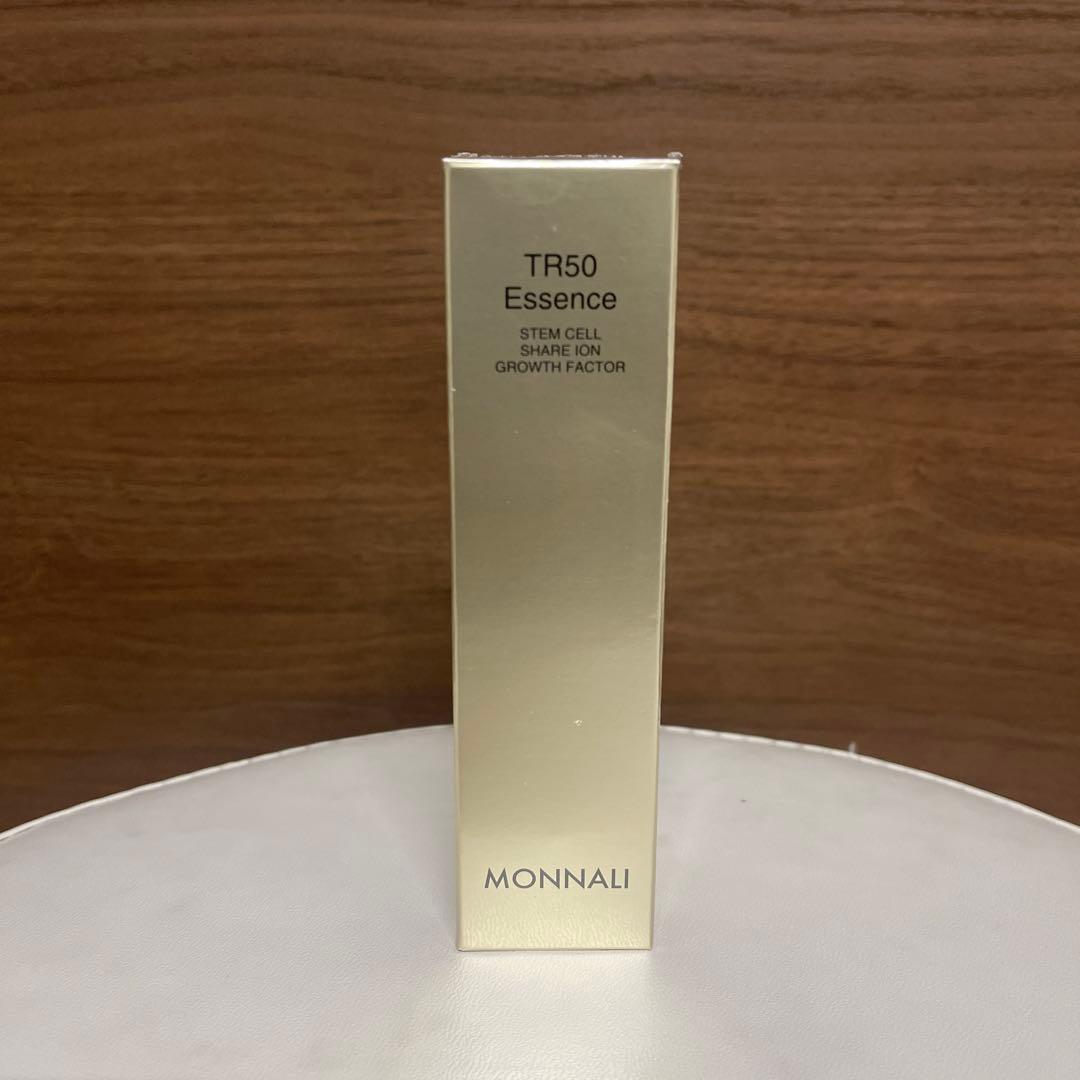 TR50
Essence
STEM CELL
SHARE ION
GROWTH FACTOR
MONNALI